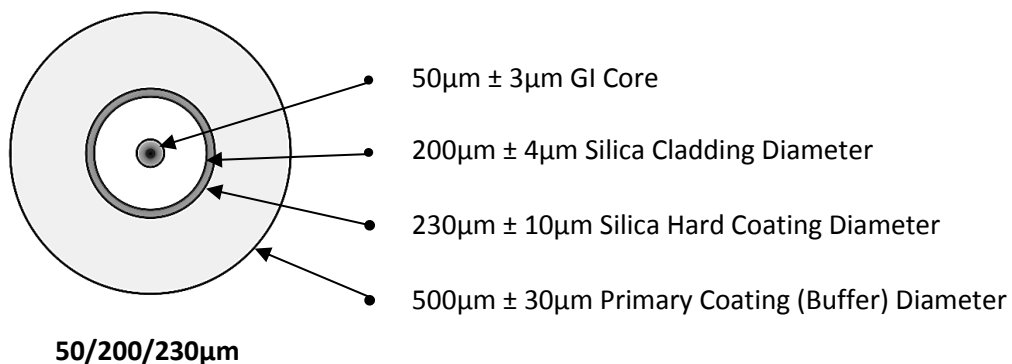 50µm ± 3µm GI Core
200µm ± 4µm Silica Cladding Diameter
230µm ± 10µm Silica Hard Coating Diameter
500µm ± 30µm Primary Coating (Buffer) Diameter
50/200/230µm